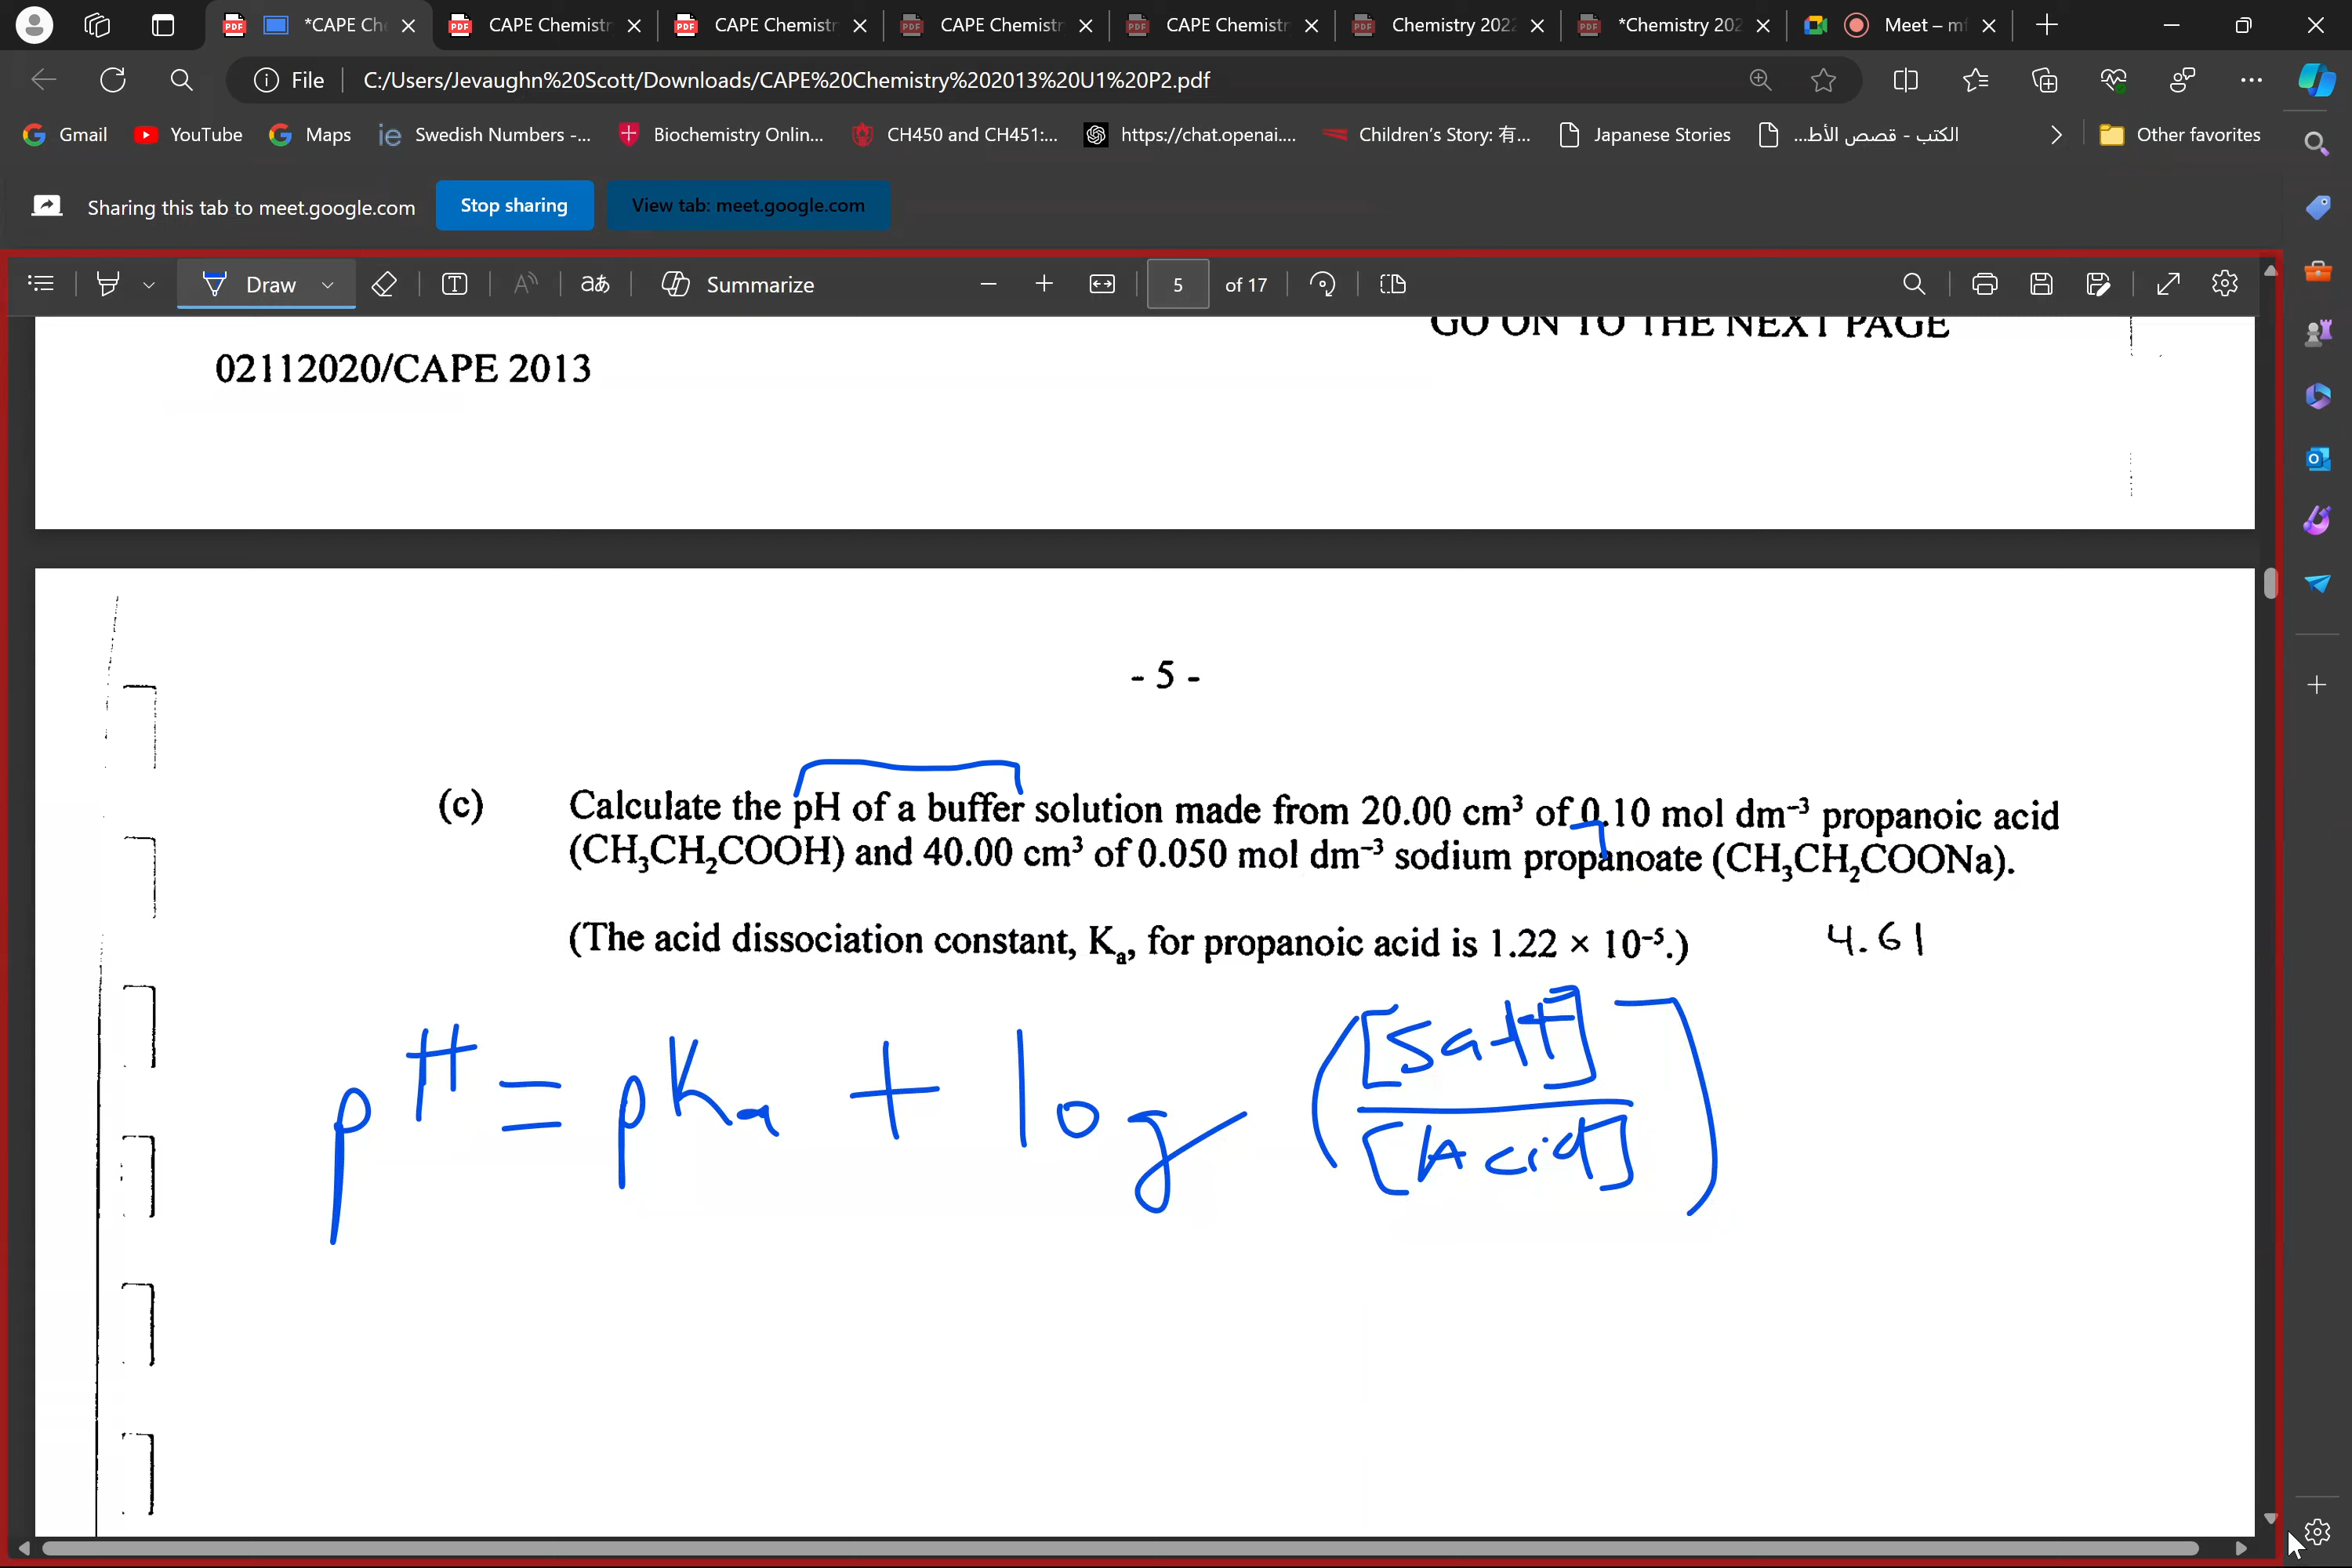 *CAPE Ch
CAPE Chemistr
CAPE Chemistr
CAPE Chemistr
CAPE Chemistr
Chemistry 2022
*Chemistry 202
Meet – mf
File
C:/Users/Jevaughn%20Scott/Downloads/CAPE%20Chemistry%202013%20U1%20P2.pdf
Gmail
YouTube
Maps
ie
Swedish Numbers -...
Biochemistry Onlin...
CH450 and CH451:...
https://chat.openai....
Children's Story: 有...
Japanese Stories
الكتب - قصص الأط...
Other favorites
Sharing this tab to meet.google.com
Stop sharing
View tab: meet.google.com
Draw
aあ
Summarize
5
of 17
GO ON TO THE NEXT PAGE
02112020/CAPE 2013
- 5 -
(c) Calculate the pH of a buffer solution made from 20.00 cm³ of 0.10 mol dm⁻³ propanoic acid
(CH₃CH₂COOH) and 40.00 cm³ of 0.050 mol dm⁻³ sodium propanoate (CH₃CH₂COONa).
(The acid dissociation constant, Kₐ, for propanoic acid is 1.22 × 10⁻⁵.) 4.61
pH = pKa + log ([Salt]
[Acid])